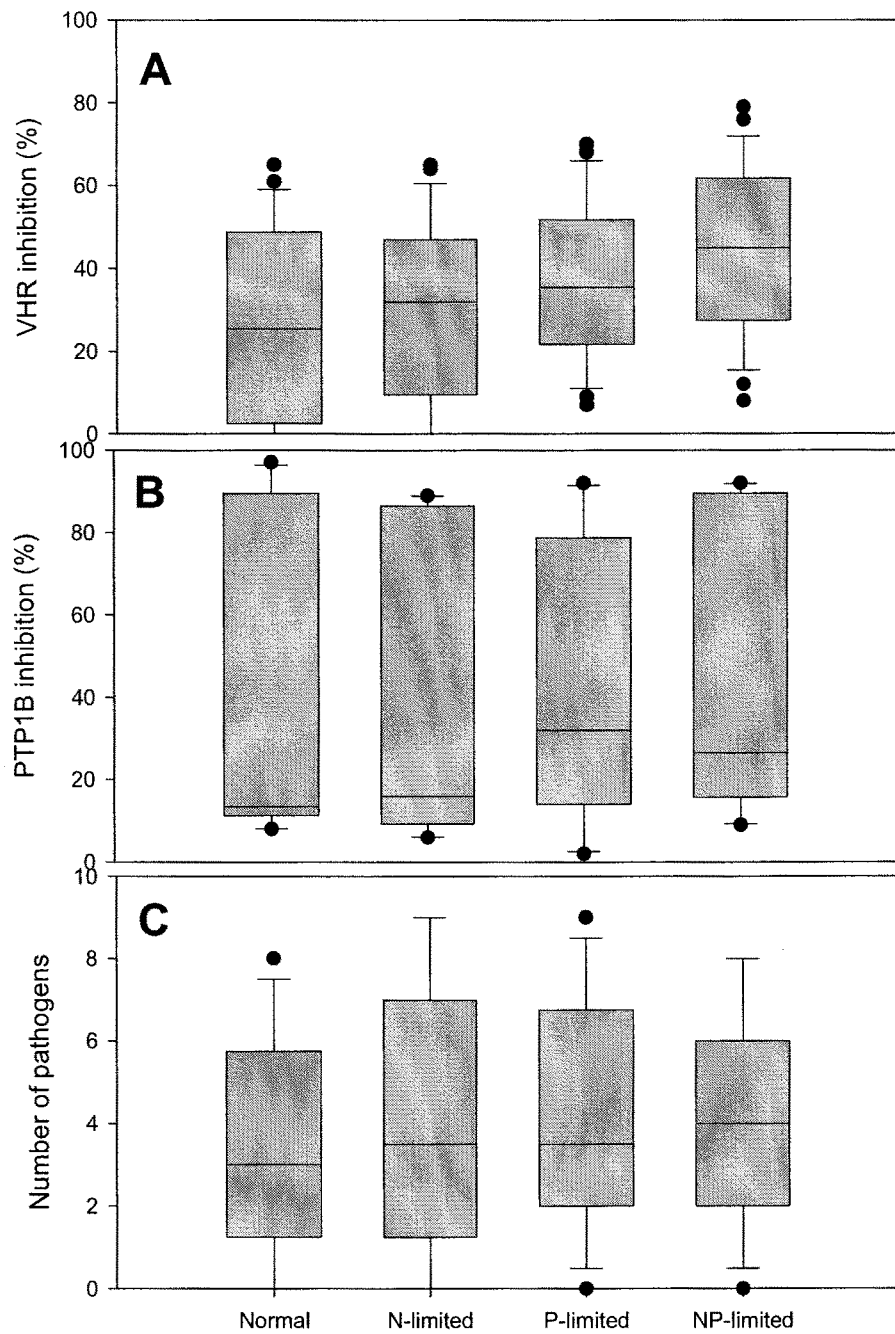 100
A
80
60
40
20
0
VHR inhibition (%)
100
B
80
60
40
20
0
PTP1B inhibition (%)
10
C
8
6
4
2
0
Number of pathogens
Normal N-limited P-limited NP-limited